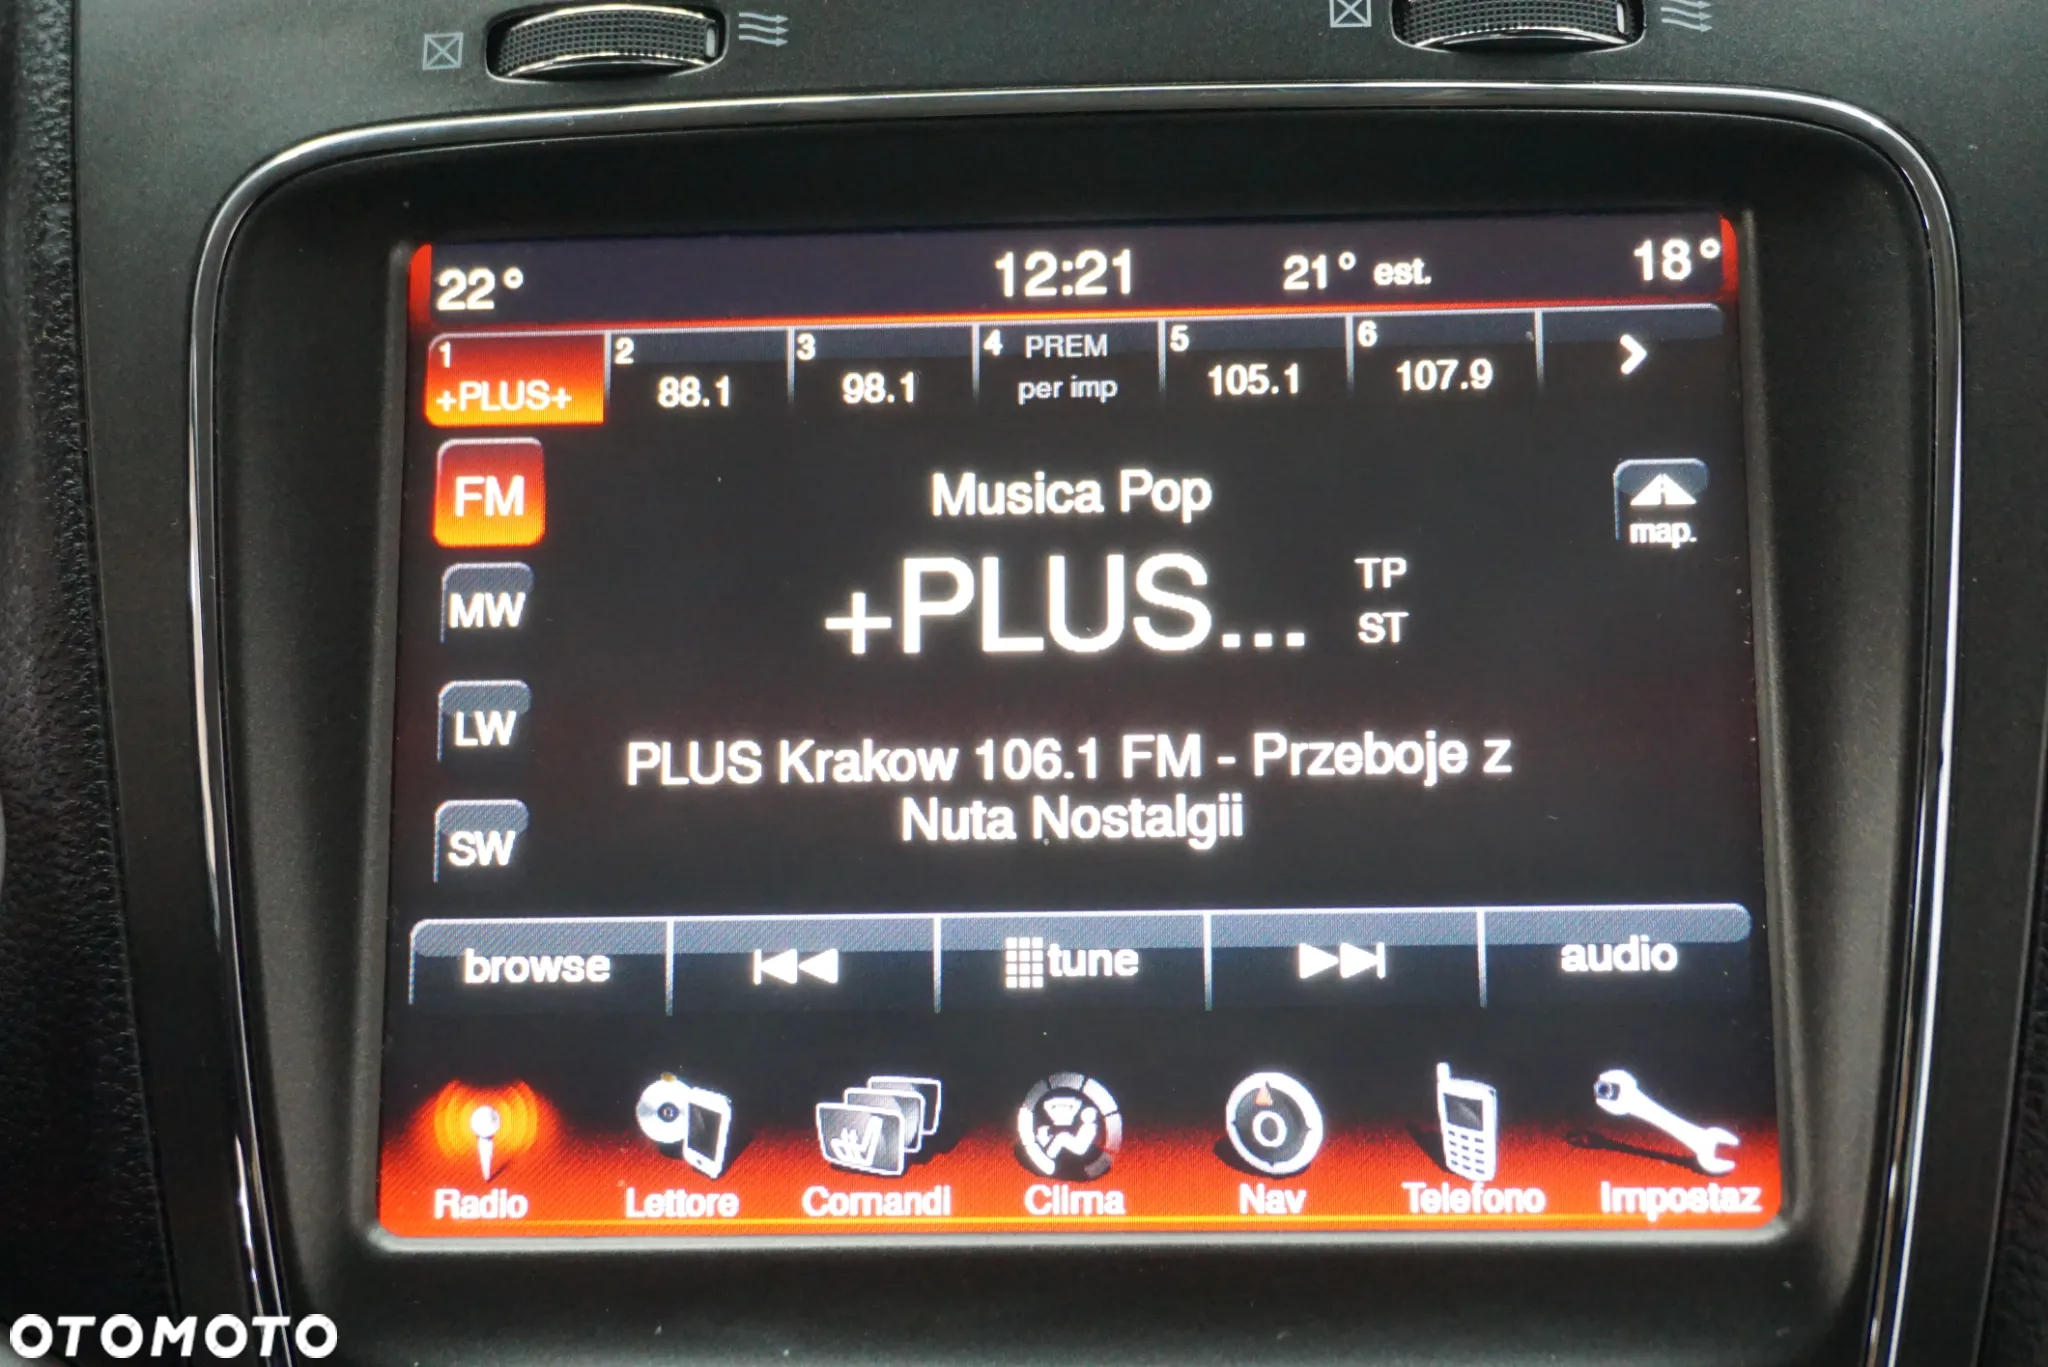 22° 12:21 21° est. 18°
1 2 3 4 PREM 5 6
+PLUS+ 88.1 98.1 per imp 105.1 107.9
FM
Musica Pop
map.
+PLUS... TP
MW
ST
LW
PLUS Krakow 106.1 FM - Przeboje z
Nuta Nostalgii
SW
browse tune audio
Radio Lettore Comandi Clima Nav Telefono Impostaz
OTOMOTO